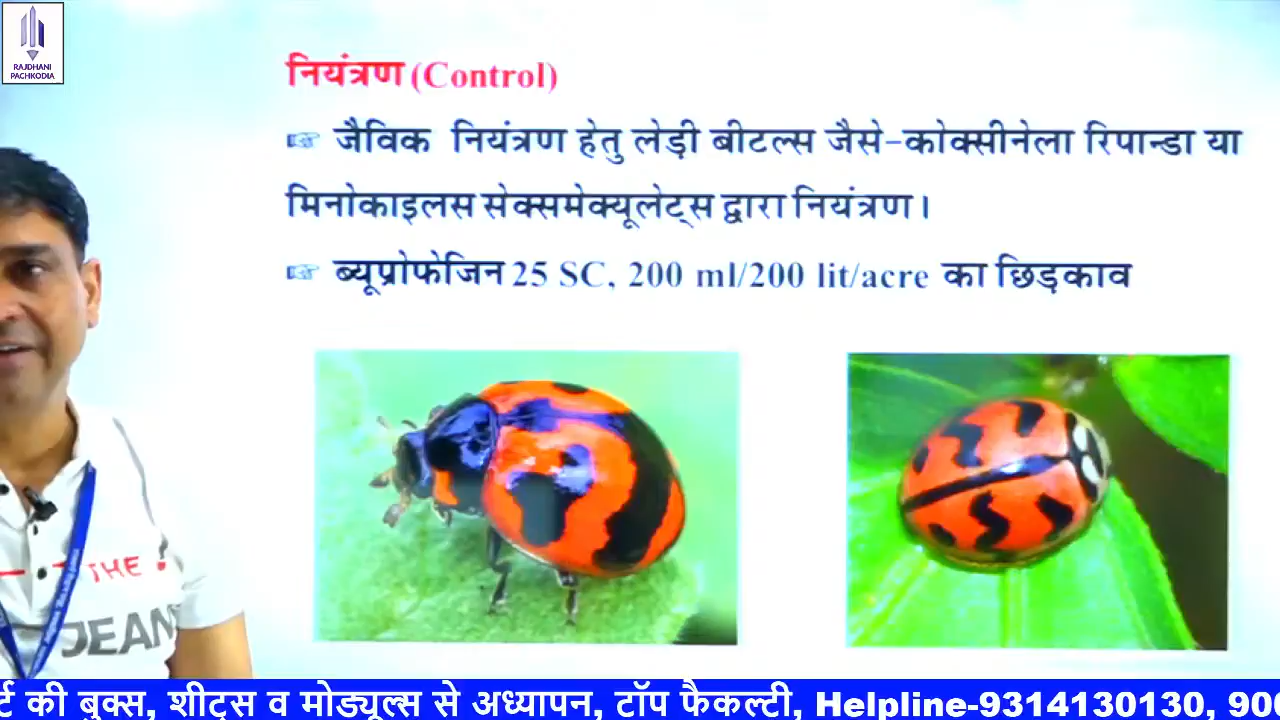 RAJDHANI
PACHKODIA
नियंत्रण (Control)
☞ जैविक नियंत्रण हेतु लेड़ी बीटल्स जैसे-कोक्सीनेला रिपान्डा या
मिनोकाइलस सेक्समेक्यूलेट्स द्वारा नियंत्रण।
☞ ब्यूप्रोफेजिन 25 SC, 200 ml/200 lit/acre का छिड़काव
THE
JEAN
की बुक्स, शीट्स व मोड्यूल्स से अध्यापन, टॉप फैकल्टी, Helpline-9314130130, 900